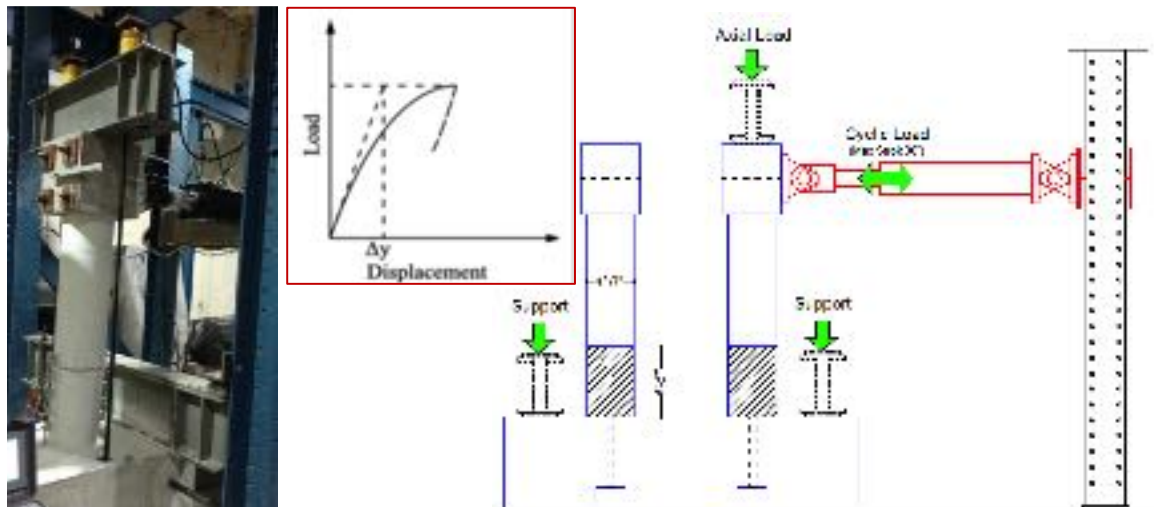 Load
Δy
Displacement
Axial Load
Cyclic Load
Support
Support